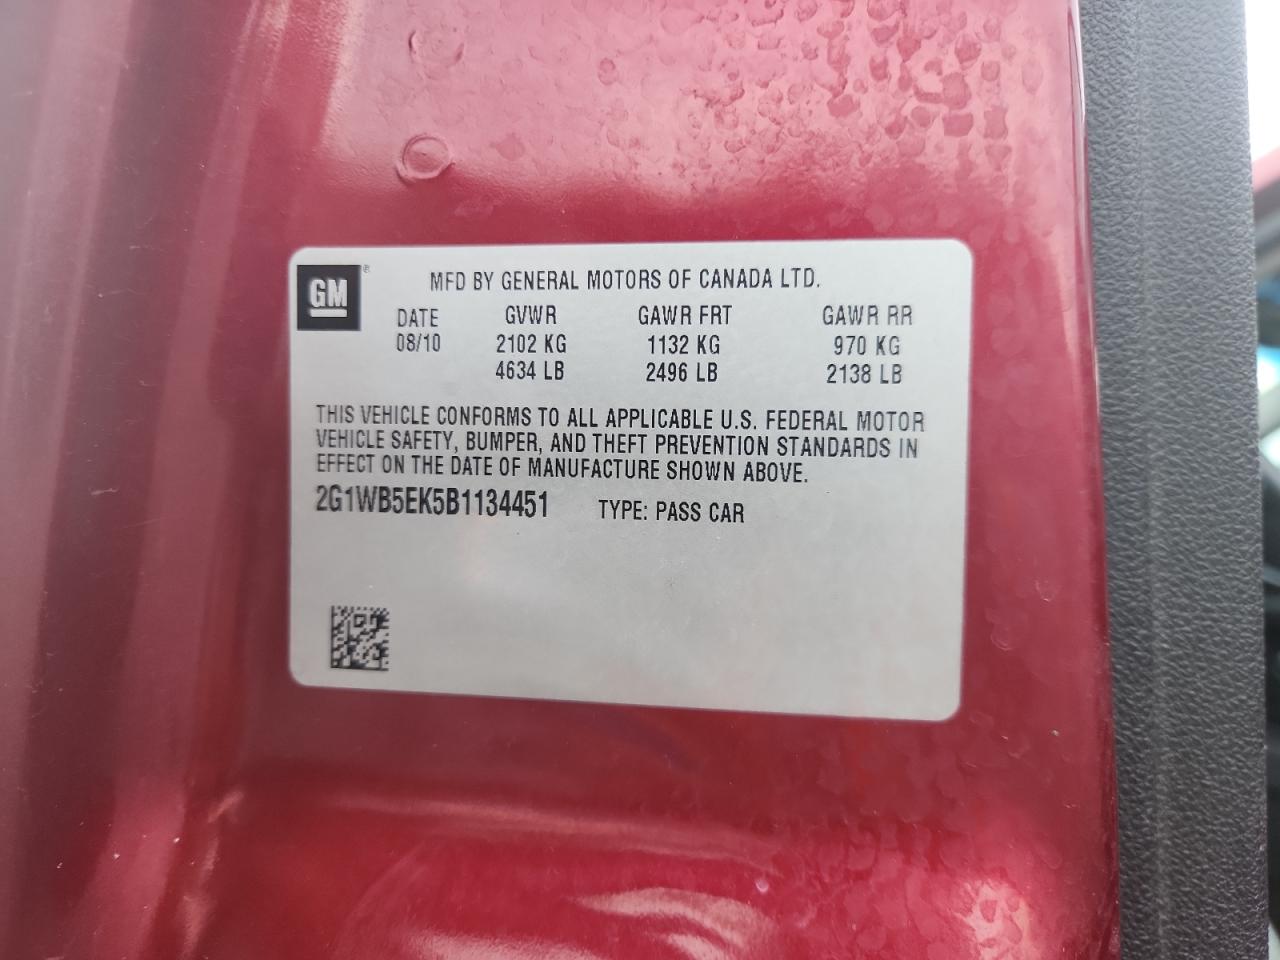 GM ®
MFD BY GENERAL MOTORS OF CANADA LTD.
DATE GVWR GAWR FRT GAWR RR
08/10 2102 KG 1132 KG 970 KG
4634 LB 2496 LB 2138 LB
THIS VEHICLE CONFORMS TO ALL APPLICABLE U.S. FEDERAL MOTOR
VEHICLE SAFETY, BUMPER, AND THEFT PREVENTION STANDARDS IN
EFFECT ON THE DATE OF MANUFACTURE SHOWN ABOVE.
2G1WB5EK5B1134451 TYPE: PASS CAR